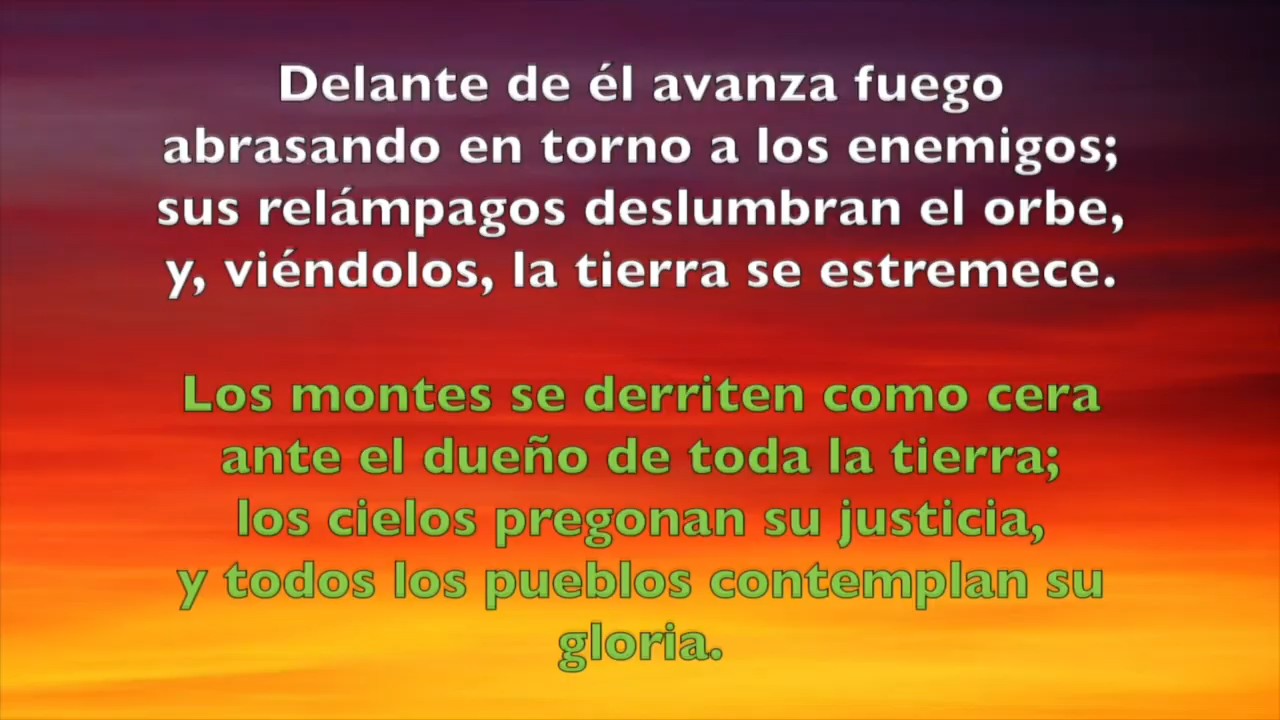 Delante de él avanza fuego
abrasando en torno a los enemigos;
sus relámpagos deslumbran el orbe,
y, viéndolos, la tierra se estremece.
Los montes se derriten como cera
ante el dueño de toda la tierra;
los cielos pregonan su justicia,
y todos los pueblos contemplan su
gloria.